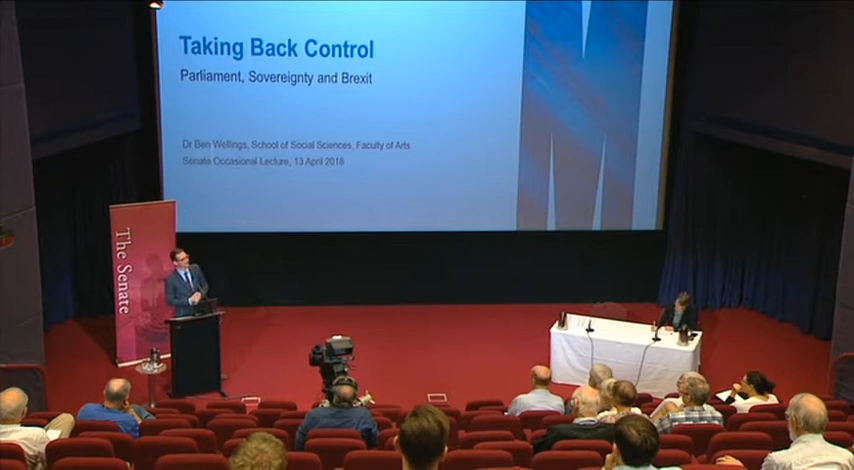 Taking Back Control
Parliament, Sovereignty and Brexit
Dr Ben Wellings, School of Social Sciences, Faculty of Arts
Senate Occasional Lecture, 13 April 2018
The Senate